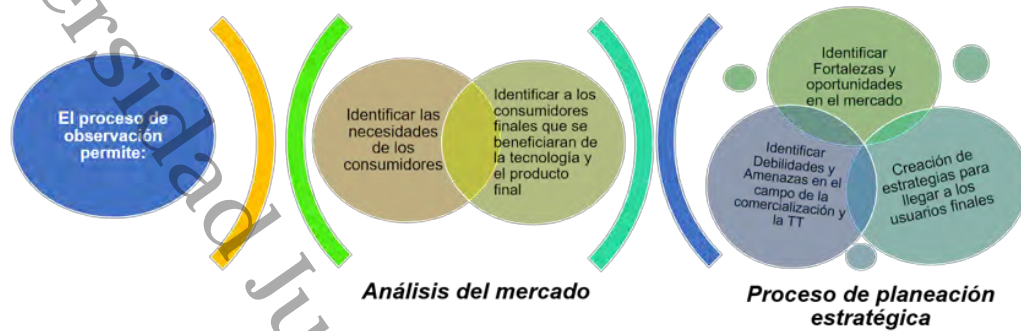 El proceso de
observación
permite:
Identificar las
necesidades
de los
consumidores
Identificar a los
consumidores
finales que se
beneficiaran de
la tecnología y
el producto
final
Análisis del mercado
Identificar
Fortalezas y
oportunidades
en el mercado
Identificar
Debilidades y
Amenazas en el
campo de la
comercialización y
la TT
Creación de
estrategias para
llegar a los
usuarios finales
Proceso de planeación
estratégica